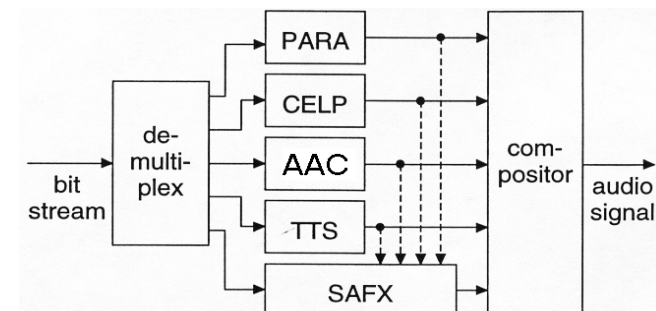 PARA
CELP
AAC
TTS
SAFX
bit
stream
de-
multi-
plex
com-
positor
audio
signal